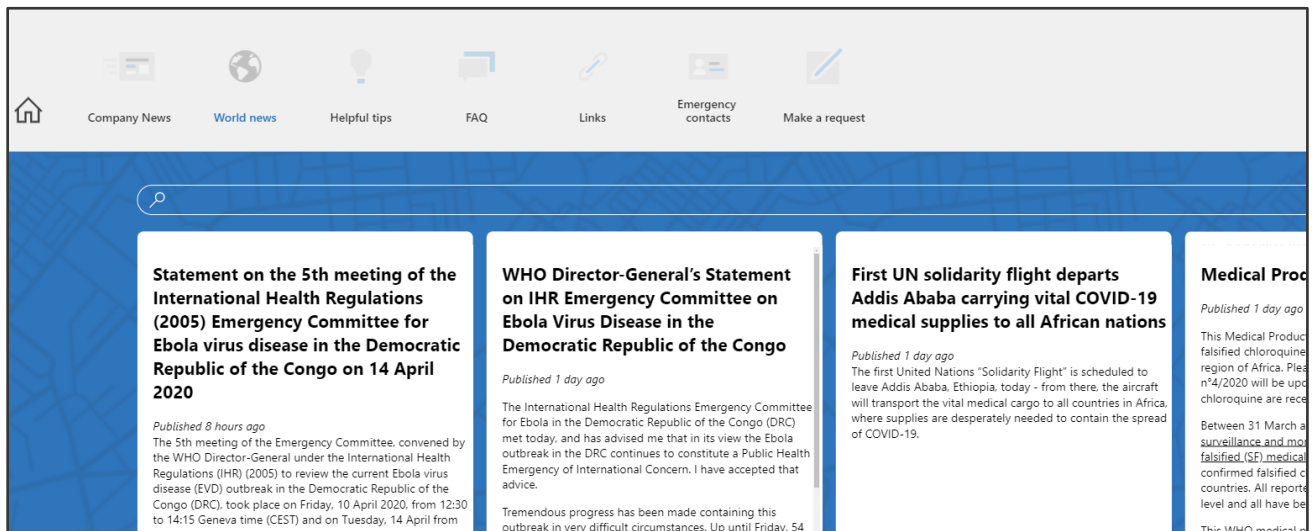 Company News
World news
Helpful tips
FAQ
Links
Emergency
contacts
Make a request
Statement on the 5th meeting of the
International Health Regulations
(2005) Emergency Committee for
Ebola virus disease in the Democratic
Republic of the Congo on 14 April
2020
Published 8 hours ago
The 5th meeting of the Emergency Committee, convened by
the WHO Director-General under the International Health
Regulations (IHR) (2005) to review the current Ebola virus
disease (EVD) outbreak in the Democratic Republic of the
Congo (DRC), took place on Friday, 10 April 2020, from 12:30
to 14:15 Geneva time (CEST) and on Tuesday, 14 April from
WHO Director-General’s Statement
on IHR Emergency Committee on
Ebola Virus Disease in the
Democratic Republic of the Congo
Published 1 day ago
The International Health Regulations Emergency Committee
for Ebola in the Democratic Republic of the Congo (DRC)
met today, and has advised me that in its view the Ebola
outbreak in the DRC continues to constitute a Public Health
Emergency of International Concern. I have accepted that
advice.
Tremendous progress has been made containing this
outbreak in very difficult circumstances. Up until Friday, 54
First UN solidarity flight departs
Addis Ababa carrying vital COVID-19
medical supplies to all African nations
Published 1 day ago
The first United Nations “Solidarity Flight” is scheduled to
leave Addis Ababa, Ethiopia, today - from there, the aircraft
will transport the vital medical cargo to all countries in Africa,
where supplies are desperately needed to contain the spread
of COVID-19.
Medical Prod
Published 1 day ago
This Medical Produc
falsified chloroquine
region of Africa. Plea
n°4/2020 will be upd
chloroquine are rece
Between 31 March a
surveillance and mon
falsified (SF) medical
confirmed falsified c
countries. All reporte
level and all have be
This WHO medical p